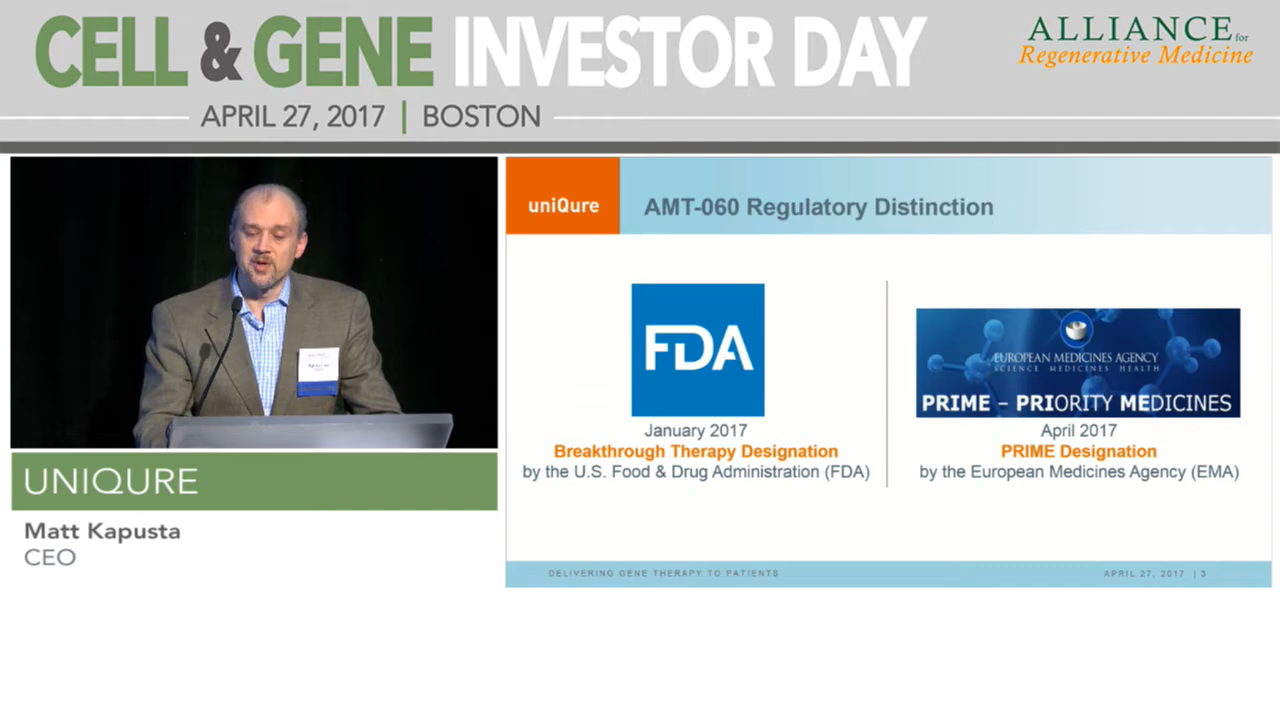 CELL & GENE INVESTOR DAY
APRIL 27, 2017 | BOSTON
ALLIANCE for
Regenerative Medicine
UNIQURE
Matt Kapusta
CEO
uniQure
AMT-060 Regulatory Distinction
FDA
January 2017
Breakthrough Therapy Designation
by the U.S. Food & Drug Administration (FDA)
EUROPEAN MEDICINES AGENCY
SCIENCE MEDICINES HEALTH
PRIME – PRIORITY MEDICINES
April 2017
PRIME Designation
by the European Medicines Agency (EMA)
DELIVERING GENE THERAPY TO PATIENTS
APRIL 27, 2017 | 3